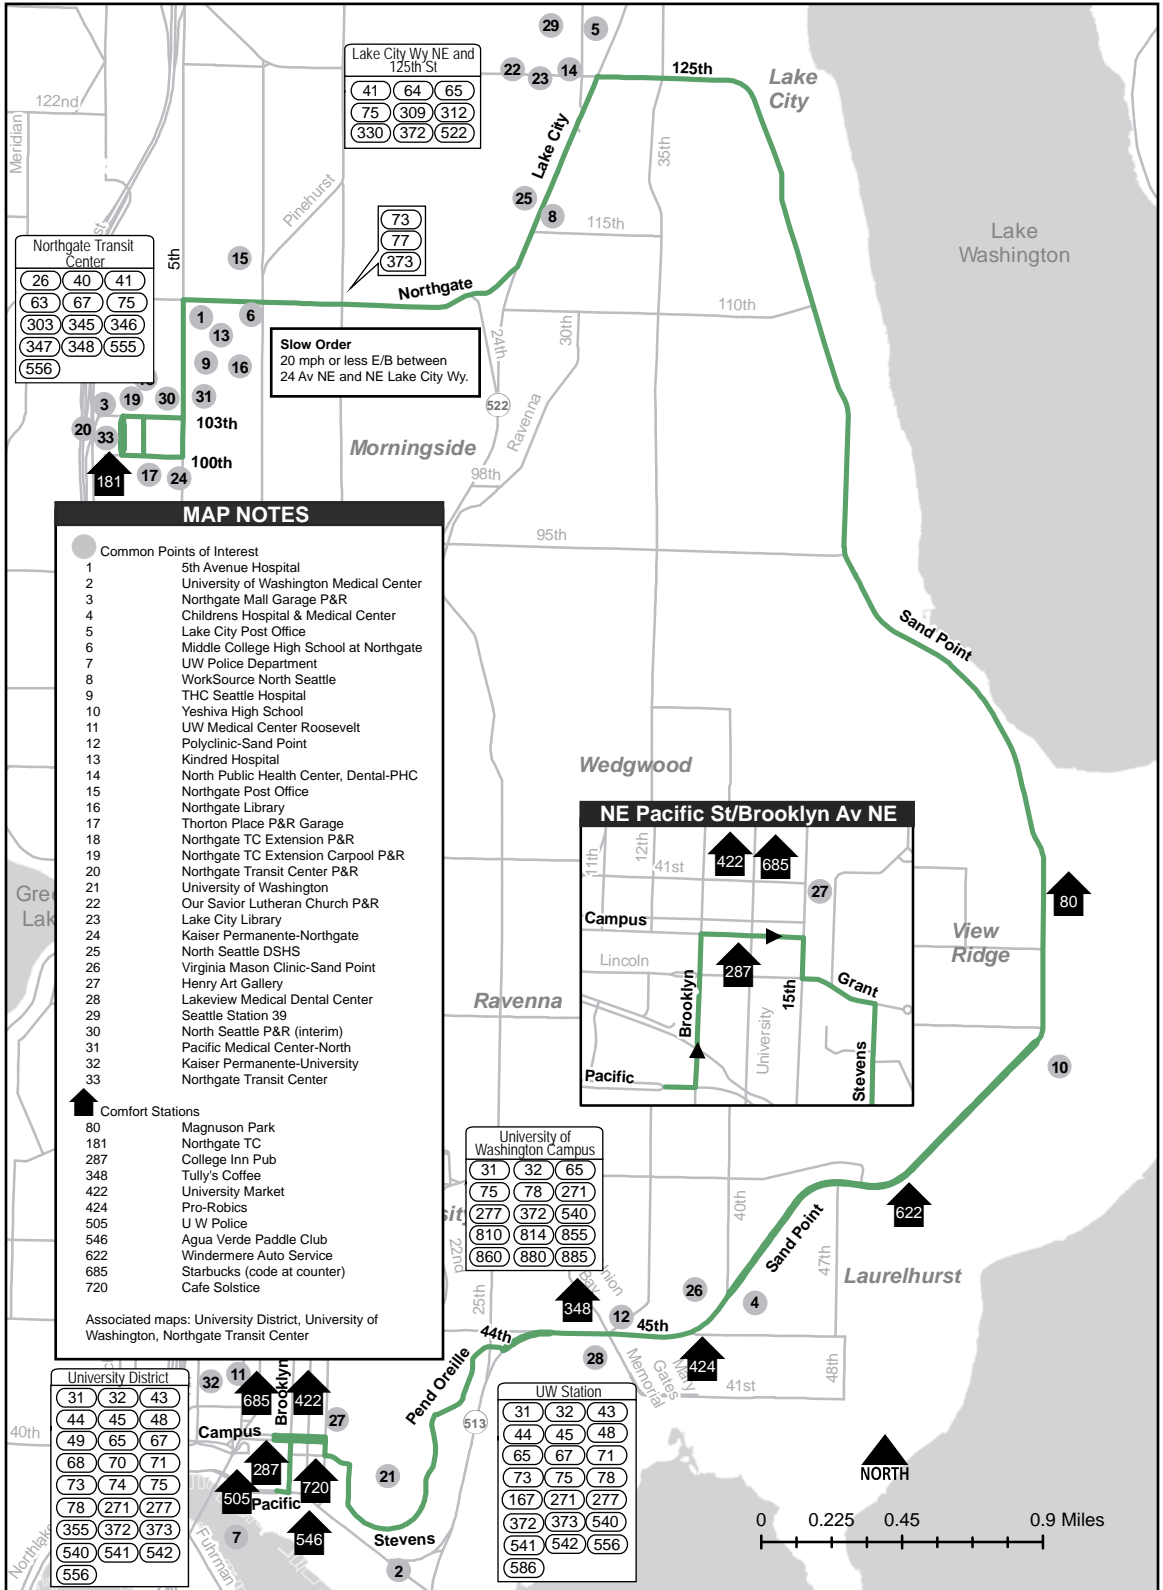 29
5
Lake City Wy NE and
125th St
41 64 65
75 309 312
330 372 522
22
23
14
125th
Lake
City
122nd
Meridian
Lake City
35th
Pinehurst
25
8
115th
73
77
373
Lake
Washington
Northgate Transit
Center
26 40 41
63 67 75
303 345 346
347 348 555
556
5th
15
Northgate
110th
1
6
13
Slow Order
20 mph or less E/B between
24 Av NE and NE Lake City Wy.
24th
30th
9
16
3
19
30
31
522
Ravenna
20
33
103th
100th
Morningside
181
17
24
98th
95th
MAP NOTES
Common Points of Interest
1 5th Avenue Hospital
2 University of Washington Medical Center
3 Northgate Mall Garage P&R
4 Childrens Hospital & Medical Center
5 Lake City Post Office
6 Middle College High School at Northgate
7 UW Police Department
8 WorkSource North Seattle
9 THC Seattle Hospital
10 Yeshiva High School
11 UW Medical Center Roosevelt
12 Polyclinic-Sand Point
13 Kindred Hospital
14 North Public Health Center, Dental-PHC
15 Northgate Post Office
16 Northgate Library
17 Thorton Place P&R Garage
18 Northgate TC Extension P&R
19 Northgate TC Extension Carpool P&R
20 Northgate Transit Center P&R
21 University of Washington
22 Our Savior Lutheran Church P&R
23 Lake City Library
24 Kaiser Permanente-Northgate
25 North Seattle DSHS
26 Virginia Mason Clinic-Sand Point
27 Henry Art Gallery
28 Lakeview Medical Dental Center
29 Seattle Station 39
30 North Seattle P&R (interim)
31 Pacific Medical Center-North
32 Kaiser Permanente-University
33 Northgate Transit Center
Comfort Stations
80 Magnuson Park
181 Northgate TC
287 College Inn Pub
348 Tully's Coffee
422 University Market
424 Pro-Robics
505 U W Police
546 Agua Verde Paddle Club
622 Windermere Auto Service
685 Starbucks (code at counter)
720 Cafe Solstice
Associated maps: University District, University of
Washington, Northgate Transit Center
Sand Point
Wedgwood
NE Pacific St/Brooklyn Av NE
11th
12th
41st
422
685
27
Campus
Lincoln
287
Brooklyn
University
15th
Grant
Pacific
Stevens
80
View
Ridge
Ravenna
10
University of
Washington Campus
31 32 65
75 78 271
277 372 540
810 814 855
860 880 885
22nd
25th
40th
Sand Point
47th
622
Laurelhurst
348
Union
Bay
12
26
4
44th
45th
28
424
Memorial
Mary
Gates
41st
48th
Pend Oreille
513
University District
31 32 43
44 45 48
49 65 67
68 70 71
73 74 75
78 271 277
355 372 373
540 541 542
556
32
11
685
Brooklyn
422
27
40th
Campus
287
505
720
Pacific
546
21
Stevens
7
2
Northlake
Fuhrman
UW Station
31 32 43
44 45 48
65 67 71
73 75 78
167 271 277
372 373 540
541 542 556
586
NORTH
0 0.225 0.45 0.9 Miles